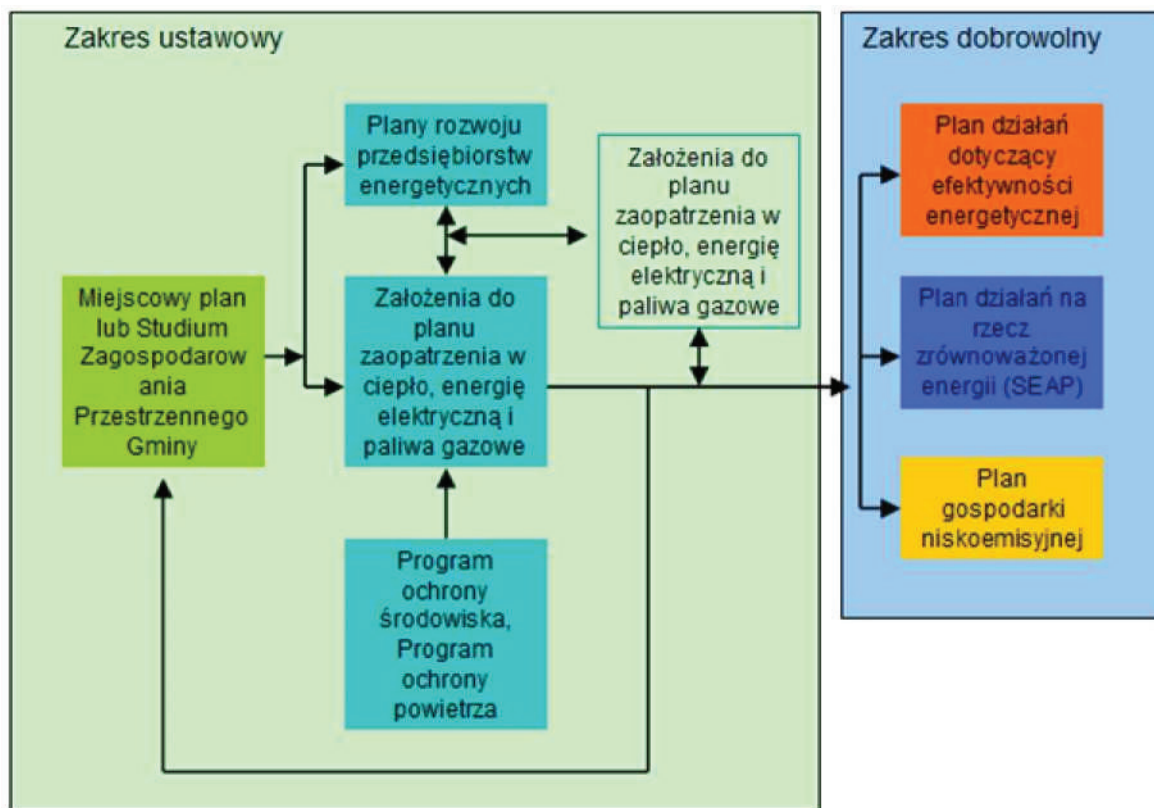 Zakres ustawowy
Plany rozwoju
przedsiębiorstw
energetycznych
Założenia do
planu
zaopatrzenia w
ciepło, energię
elektryczną i
paliwa gazowe
Miejscowy plan
lub Studium
Zagospodarow
ania
Przestrzennego
Gminy
Założenia do
planu
zaopatrzenia w
ciepło, energię
elektryczną i
paliwa gazowe
Program
ochrony
środowiska,
Program
ochrony
powietrza
Zakres dobrowolny
Plan działań
dotyczący
efektywności
energetycznej
Plan działań na
rzecz
zrównoważonej
energii (SEAP)
Plan
gospodarki
niskoemisyjnej